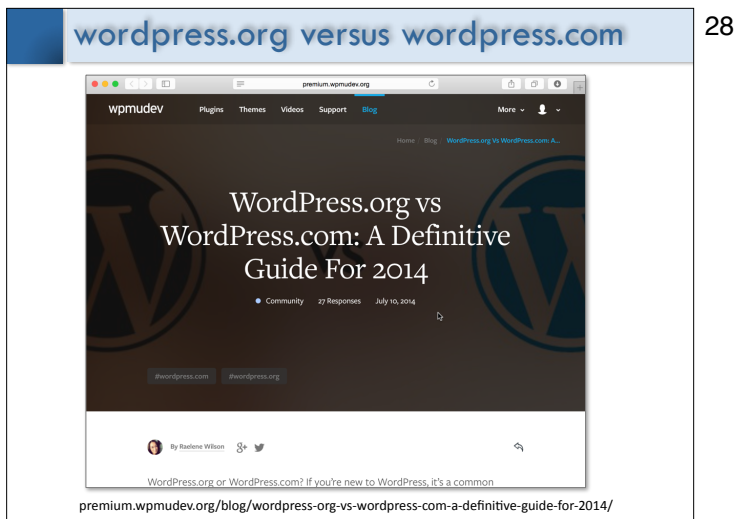 wordpress.org versus wordpress.com
28
premium.wpmudev.org
wpmudev Plugins Themes Videos Support Blog More
Home Blog WordPress.org Vs WordPress.com: A...
WordPress.org vs
WordPress.com: A Definitive
Guide For 2014
Community 27 Responses July 10, 2014
#wordpress.com #wordpress.org
By Raelene Wilson 8+
WordPress.org or WordPress.com? If you're new to WordPress, it's a common
premium.wpmudev.org/blog/wordpress-org-vs-wordpress-com-a-definitive-guide-for-2014/